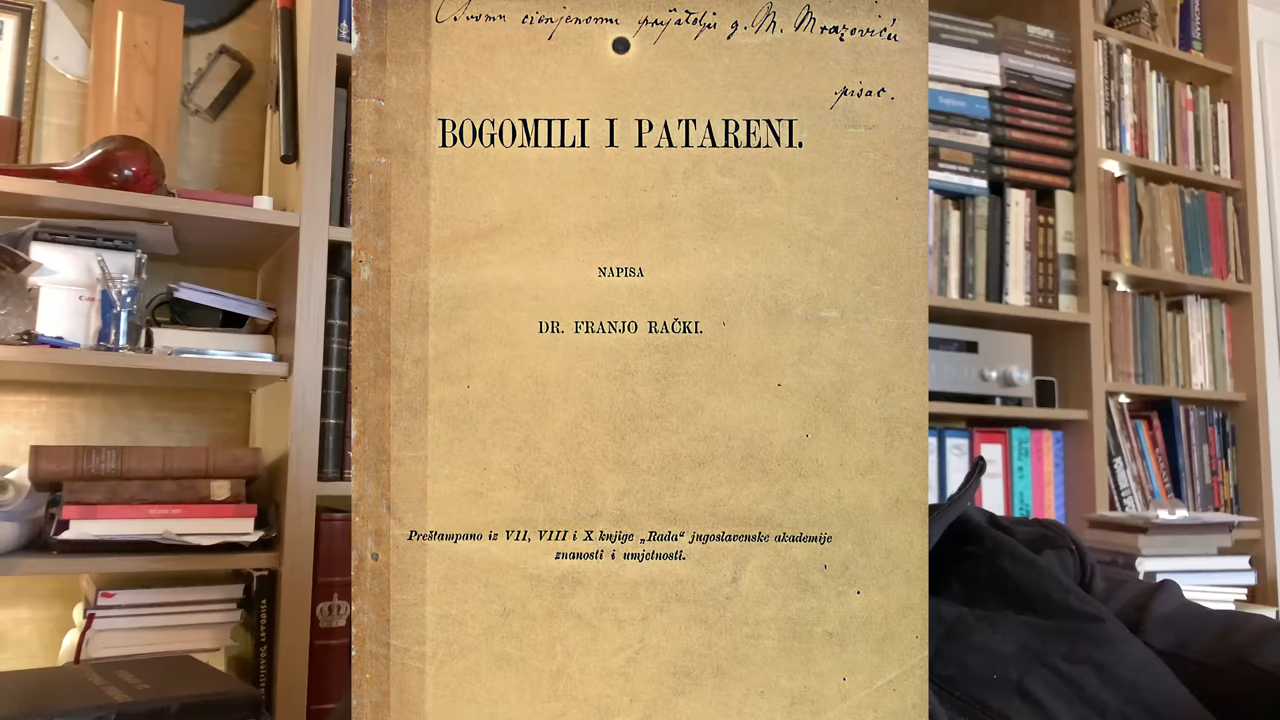 Svomu cienjenomu prijatelju g. M. Mrazoviću
pisac.
BOGOMILI I PATARENI.
NAPISA
DR. FRANJO RAČKI.
Preštampano iz VII, VIII i X knjige „Rada“ jugoslavenske akademije
znanosti i umjetnosti.